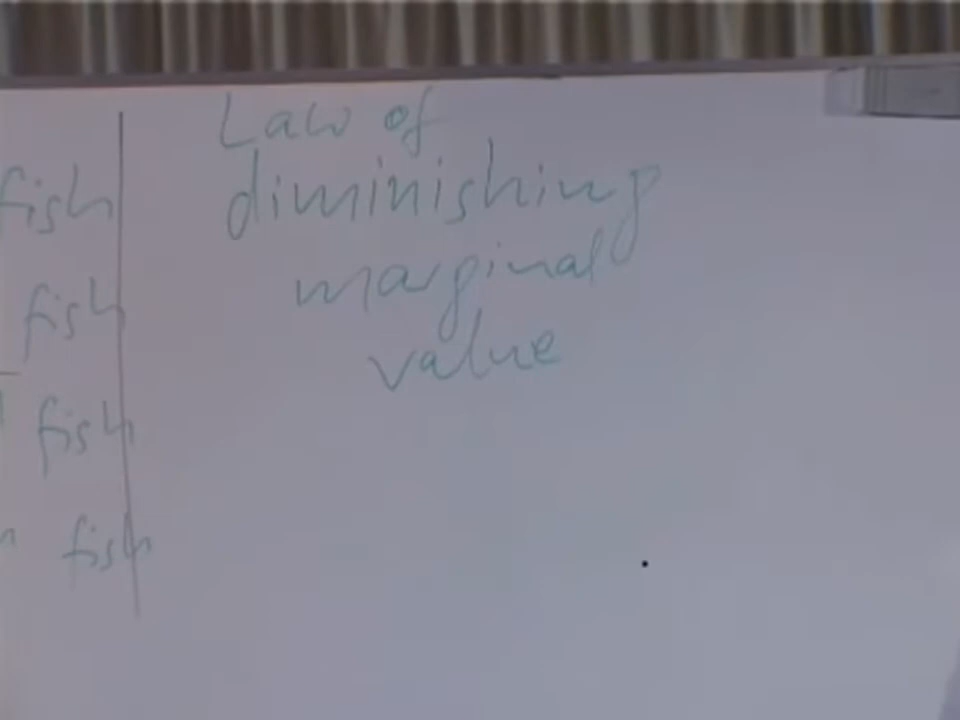 Law of
diminishing
marginal
value
fish
fish
fish
fish